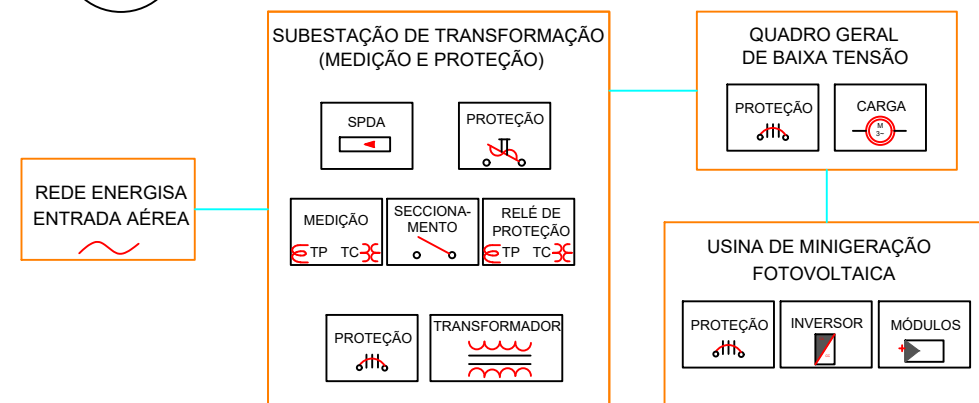 REDE ENERGISA
ENTRADA AÉREA
SUBESTAÇÃO DE TRANSFORMAÇÃO
(MEDIÇÃO E PROTEÇÃO)
SPDA
PROTEÇÃO
MEDIÇÃO
TP TC
SECCIONA-
MENTO
RELÉ DE
PROTEÇÃO
TP TC
PROTEÇÃO
TRANSFORMADOR
QUADRO GERAL
DE BAIXA TENSÃO
PROTEÇÃO
CARGA
M
3~
USINA DE MINIGERAÇÃO
FOTOVOLTAICA
PROTEÇÃO
INVERSOR
MÓDULOS
+